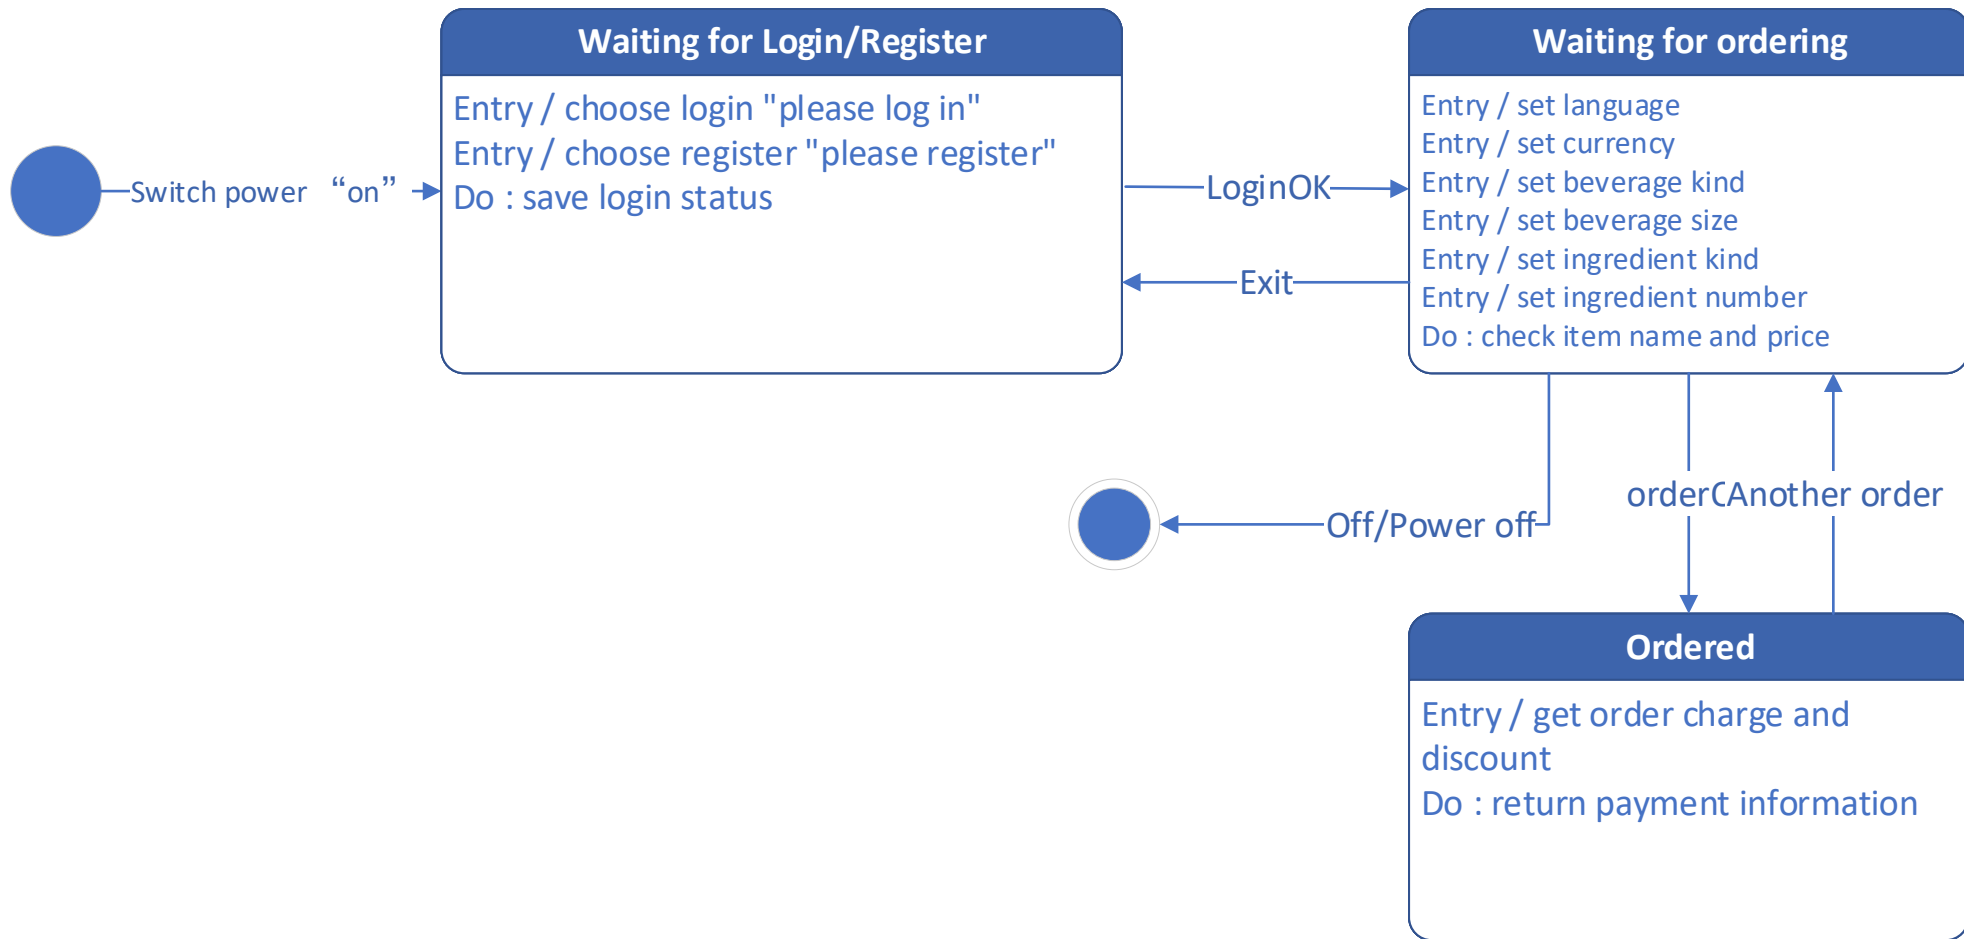 Waiting for Login/Register
Entry / choose login "please log in"
Entry / choose register "please register"
Do : save login status
Switch power “on”
LoginOK
Exit
Waiting for ordering
Entry / set language
Entry / set currency
Entry / set beverage kind
Entry / set beverage size
Entry / set ingredient kind
Entry / set ingredient number
Do : check item name and price
Another order
Off/Power off
Ordered
Entry / get order charge and
discount
Do : return payment information